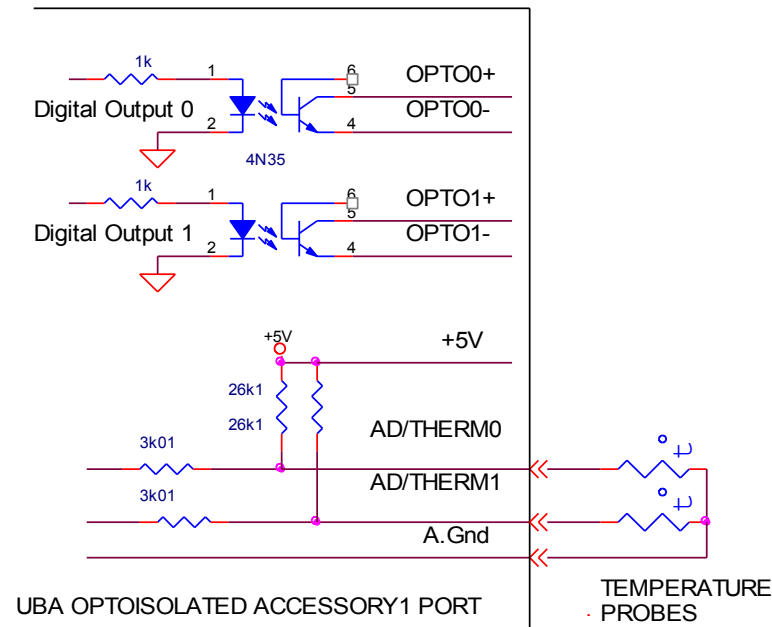 1k
1
6
OPTO0+
5
Digital Output 0
OPTO0-
2
4
4N35
1k
1
6
OPTO1+
5
Digital Output 1
OPTO1-
2
4
+5V
+5V
26k1
26k1
AD/THERM0
3k01
t
AD/THERM1
3k01
t
A.Gnd
UBA OPTOISOLATED ACCESSORY1 PORT
TEMPERATURE
PROBES